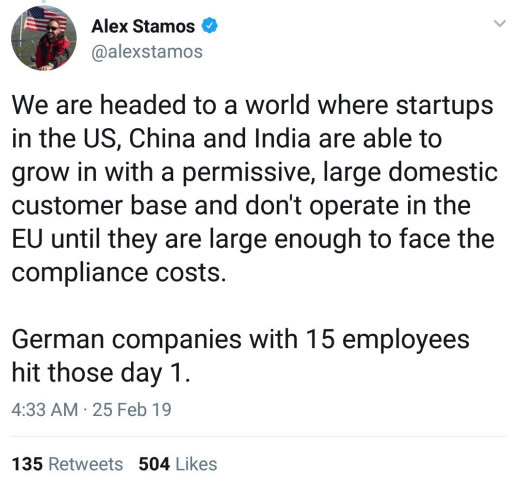 Alex Stamos
@alexstamos
We are headed to a world where startups
in the US, China and India are able to
grow in with a permissive, large domestic
customer base and don't operate in the
EU until they are large enough to face the
compliance costs.
German companies with 15 employees
hit those day 1.
4:33 AM · 25 Feb 19
135 Retweets 504 Likes